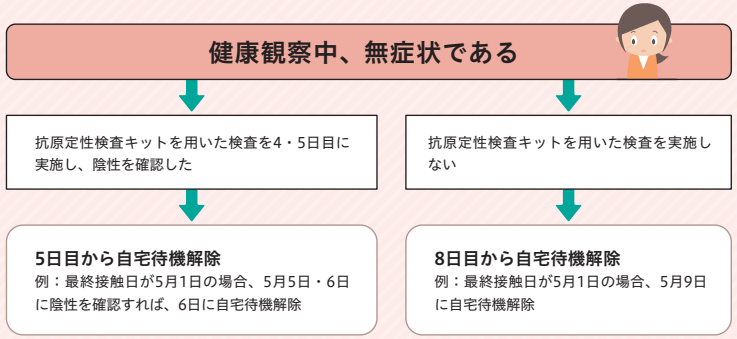 健康観察中、無症状である
抗原定性検査キットを用いた検査を4・5日目に
実施し、陰性を確認した
抗原定性検査キットを用いた検査を実施し
ない
5日目から自宅待機解除
例：最終接触日が5月1日の場合、5月5日・6日
に陰性を確認すれば、6日に自宅待機解除
8日目から自宅待機解除
例：最終接触日が5月1日の場合、5月9日
に自宅待機解除